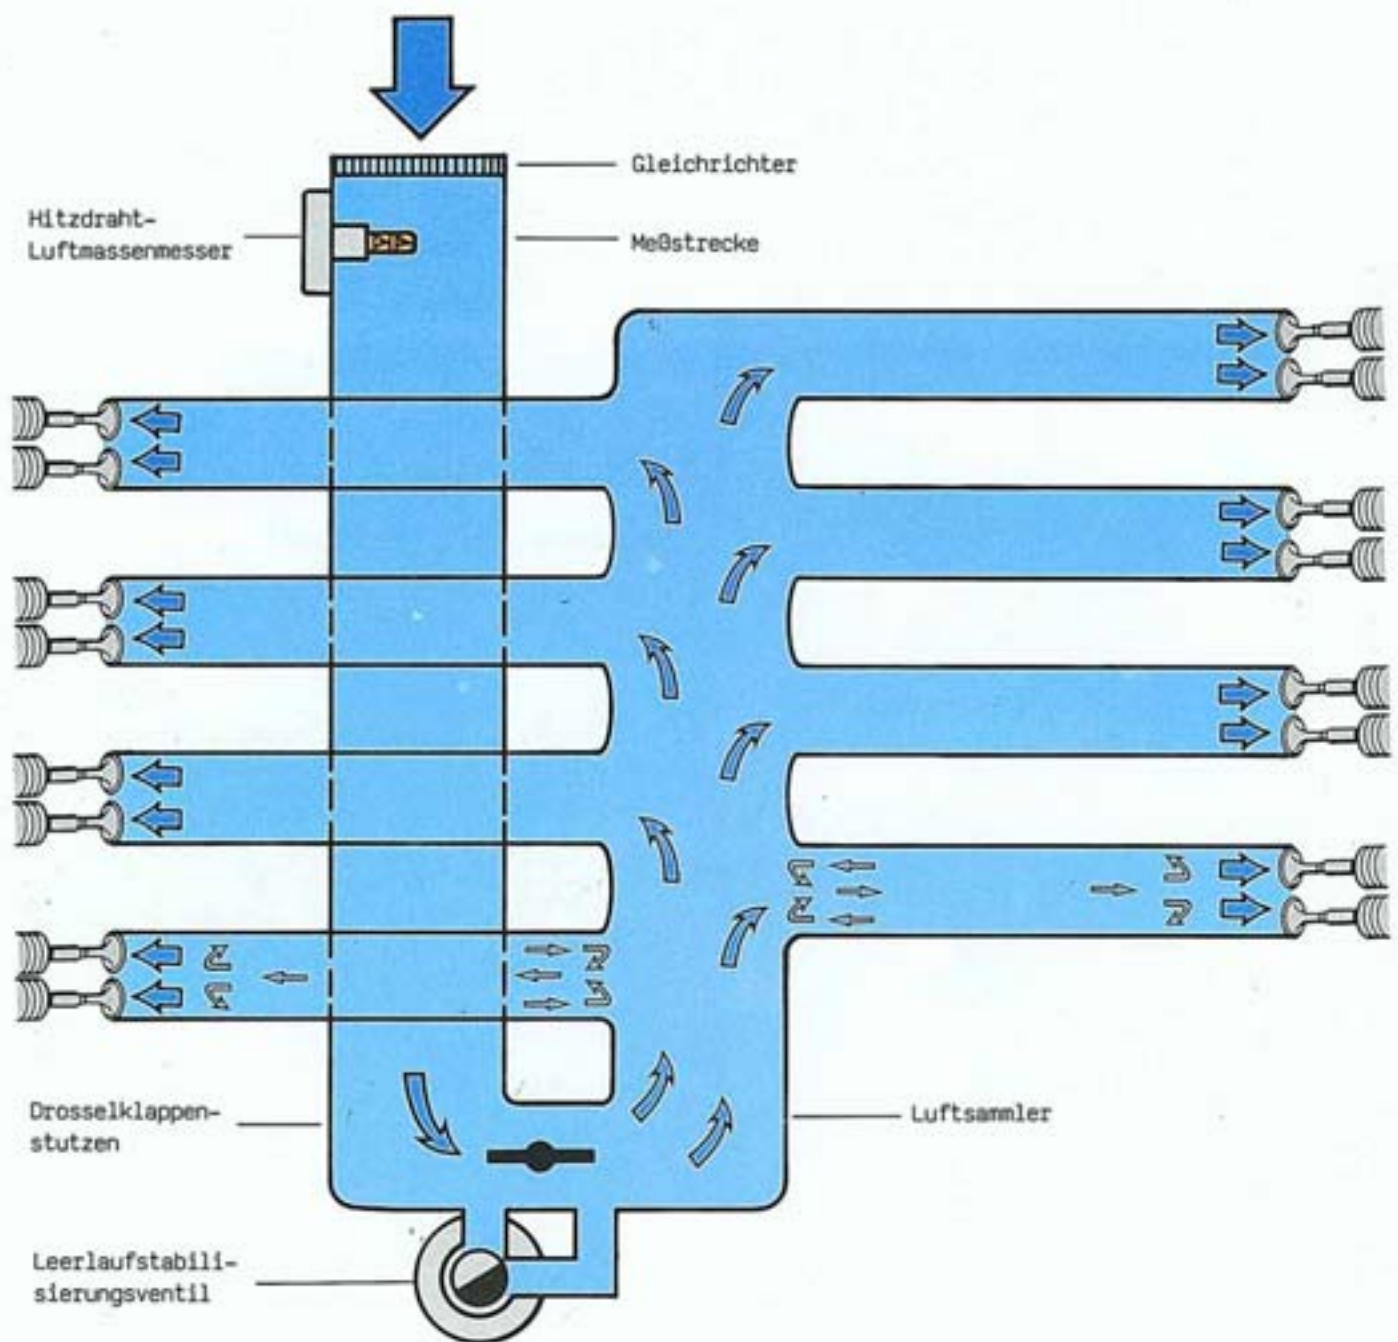 Gleichrichter
Hitzdraht-
Luftmassenmesser
Meßstrecke
Drosselklappen-
stutzen
Luftsammler
Leerlaufstabili-
sierungsventil